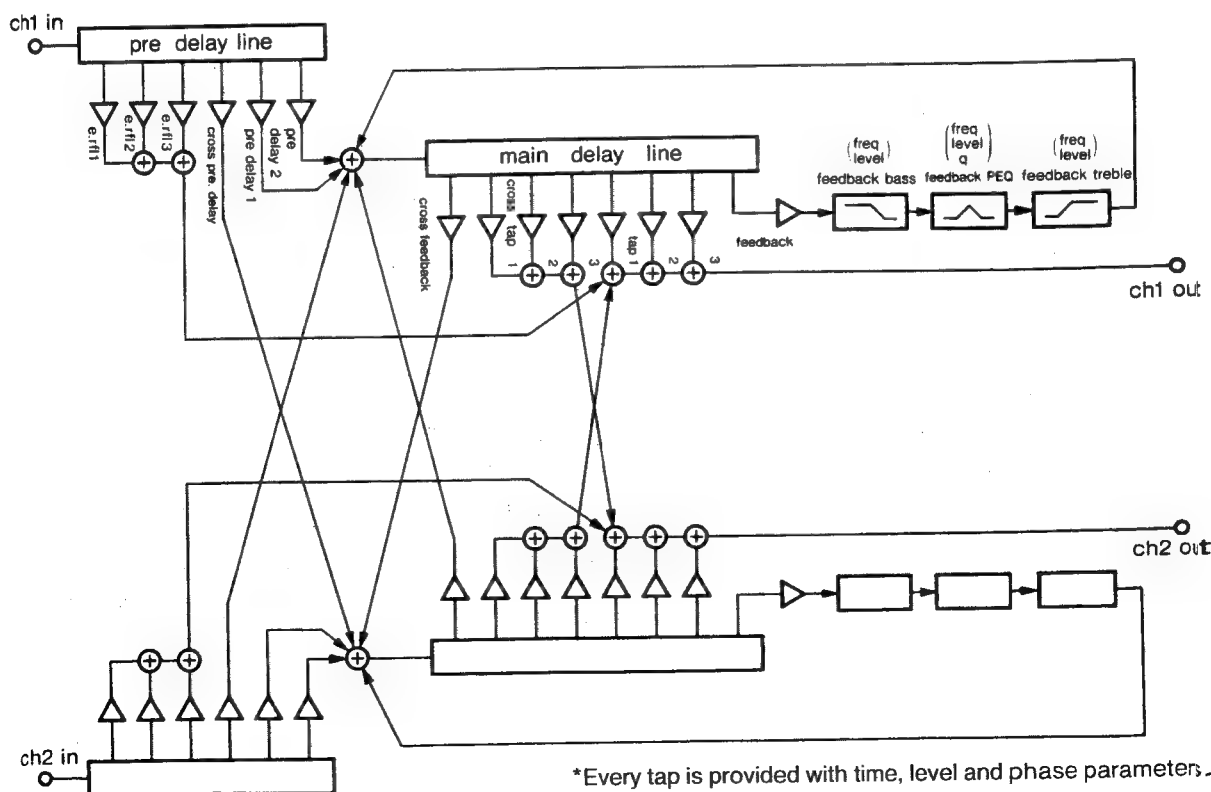 ch1 in
pre delay line
e.rfl1
e.rfl2
e.rfl3
cross pre. delay
pre delay 1
delay 2
pre
main delay line
cross feedback
cross tap
1
2
3
tap 1
2
3
feedback
(freq level)
feedback bass
(freq level q)
feedback PEQ
(freq level)
feedback treble
ch1 out
ch2 out
ch2 in
*Every tap is provided with time, level and phase parameters.